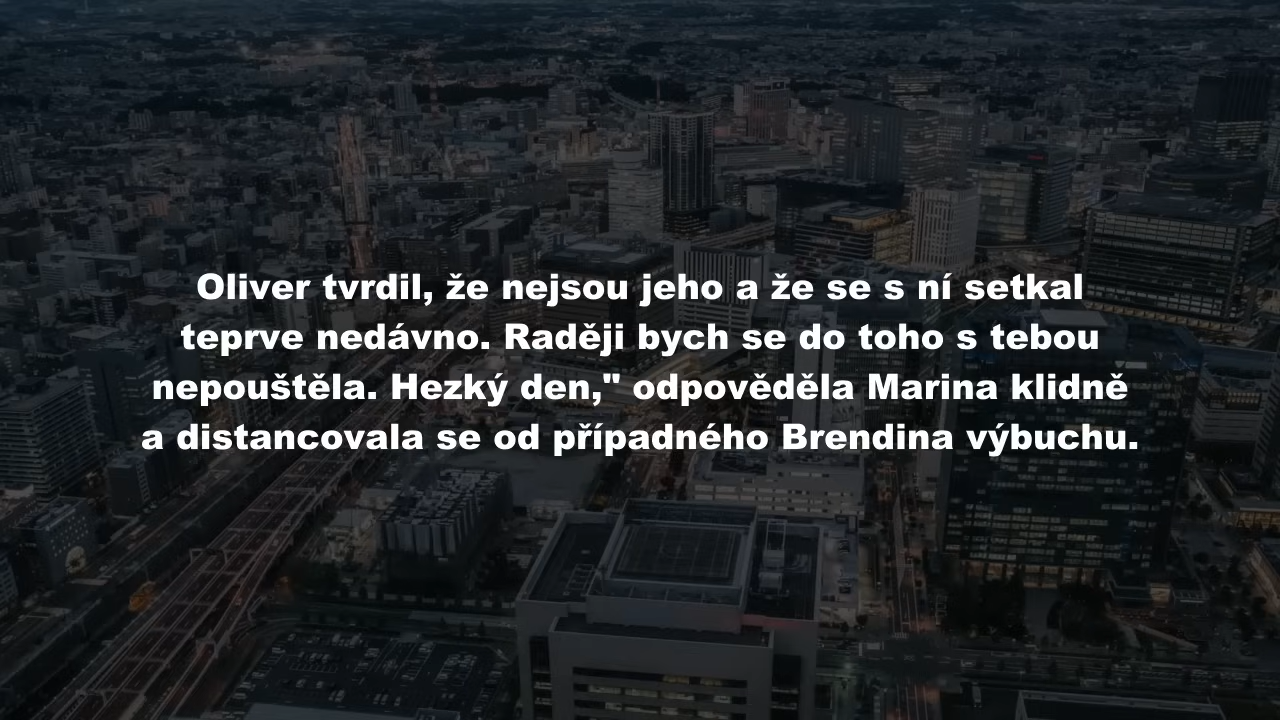 Oliver tvrdil, že nejsou jeho a že se s ní setkal
teprve nedávno. Raději bych se do toho s tebou
nepouštěla. Hezký den," odpověděla Marina klidně
a distancovala se od případného Brendina výbuchu.